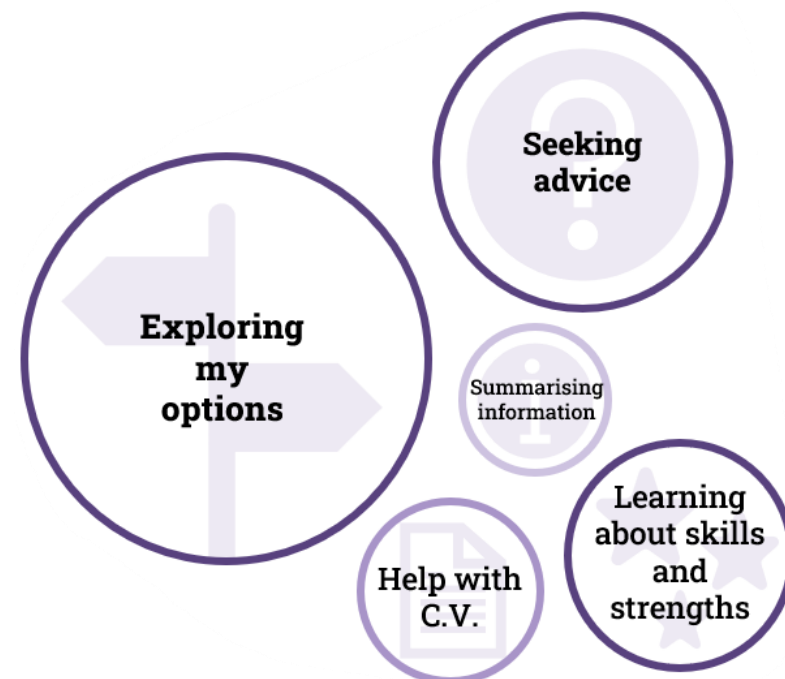 Seeking
advice
Exploring
my
options
Summarising
information
Learning
about skills
and
strengths
Help with
C.V.